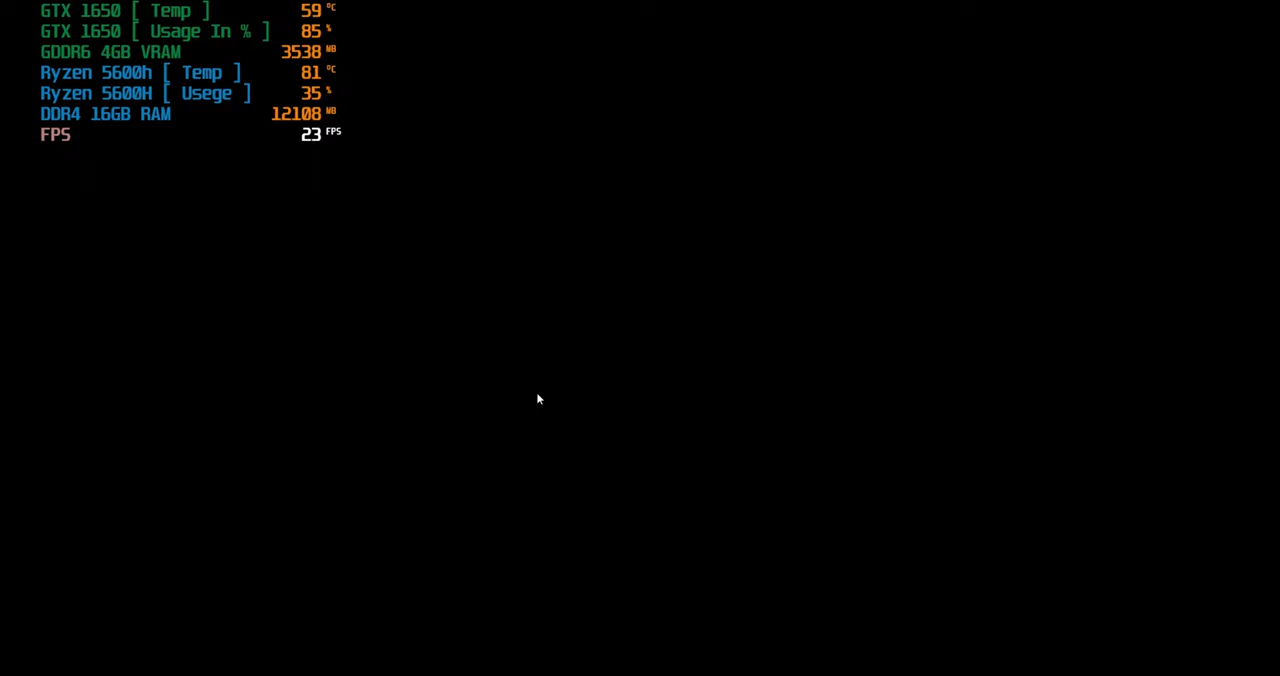 GTX 1650 [ Temp ] 59 °C
GTX 1650 [ Usage In % ] 85 %
GDDR6 4GB VRAM 3538 MB
Ryzen 5600h [ Temp ] 81 °C
Ryzen 5600H [ Usege ] 35 %
DDR4 16GB RAM 12108 MB
FPS 23 FPS